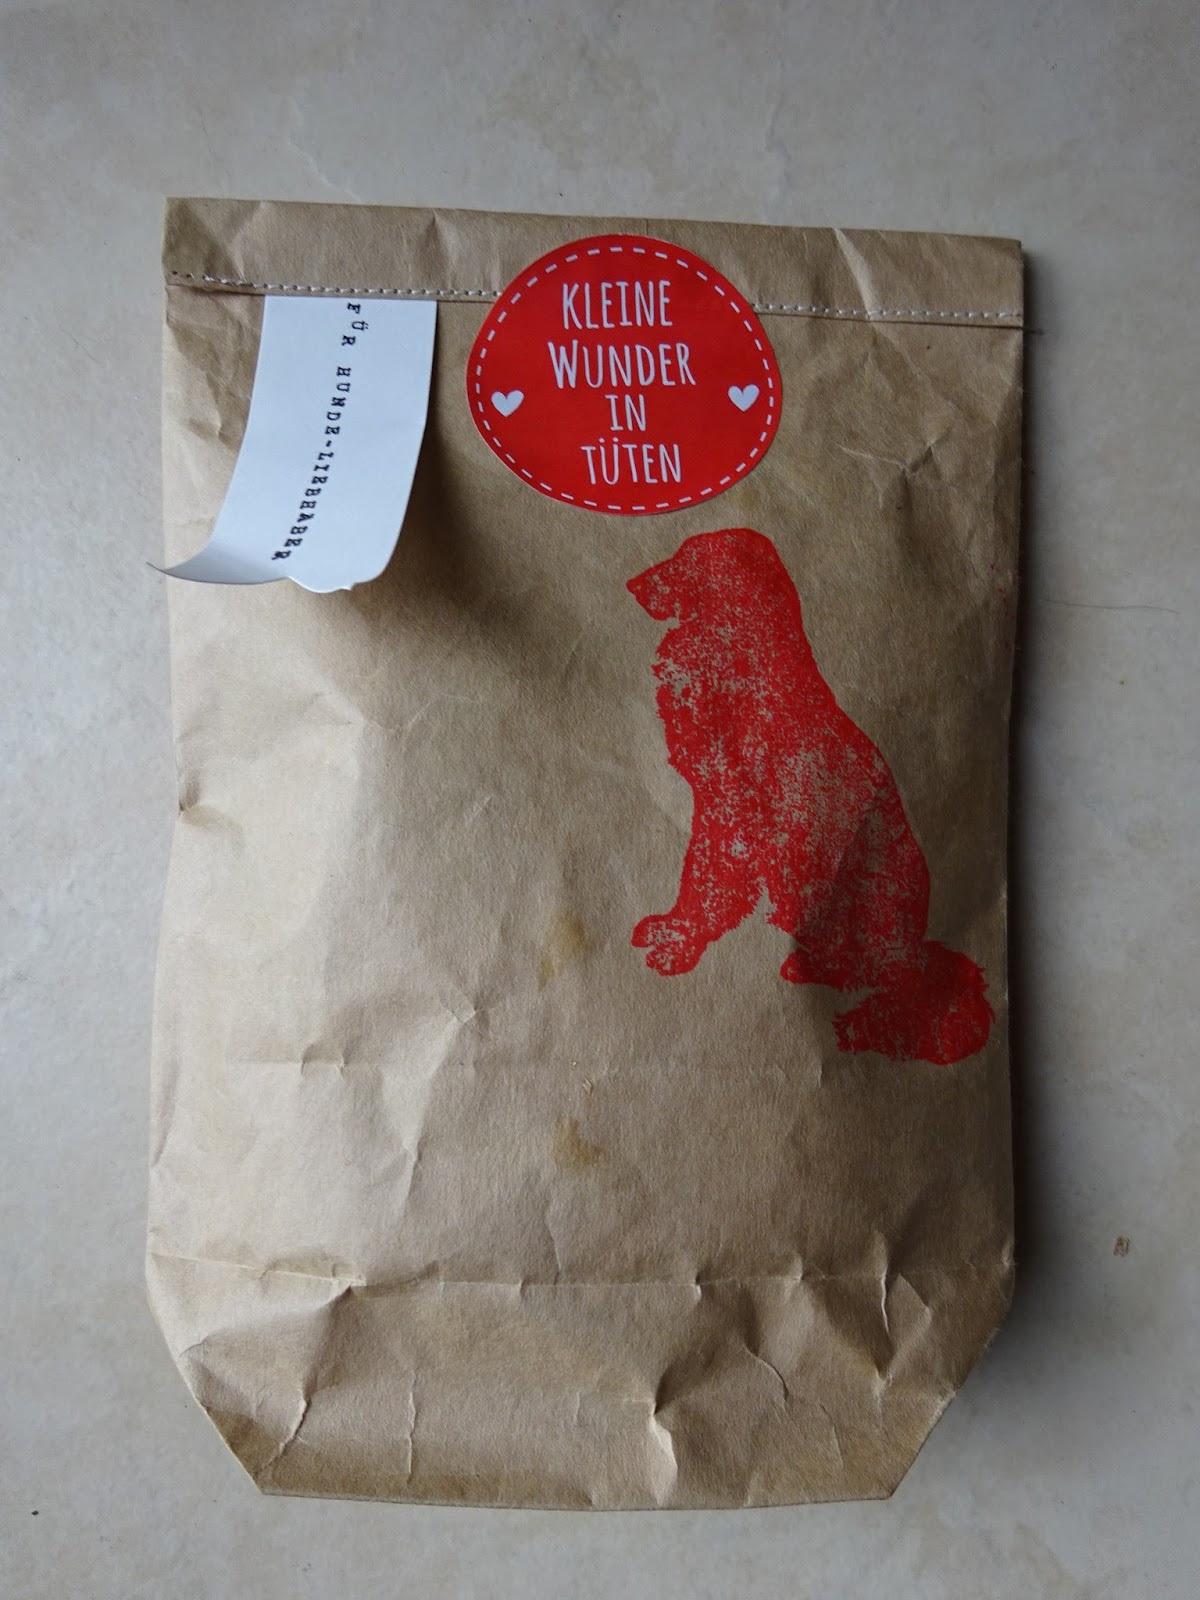 KLEINE
WUNDER
IN
TÜTEN
FÜR HUNDE-LIEBHABER